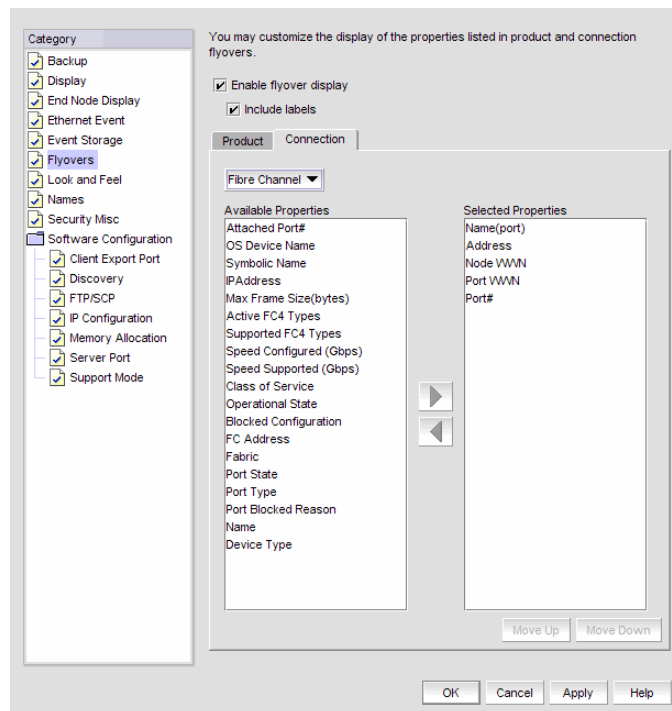 Category
Backup
Display
End Node Display
Ethernet Event
Event Storage
Flyovers
Look and Feel
Names
Security Misc
Software Configuration
Client Export Port
Discovery
FTP/SCP
IP Configuration
Memory Allocation
Server Port
Support Mode
You may customize the display of the properties listed in product and connection
flyovers.
Enable flyover display
Include labels
Product
Connection
Fibre Channel
Available Properties
Attached Port#
OS Device Name
Symbolic Name
IPAddress
Max Frame Size(bytes)
Active FC4 Types
Supported FC4 Types
Speed Configured (Gbps)
Speed Supported (Gbps)
Class of Service
Operational State
Blocked Configuration
FC Address
Fabric
Port State
Port Type
Port Blocked Reason
Name
Device Type
Selected Properties
Name(port)
Address
Node WWN
Port WWN
Port#
Move Up
Move Down
OK
Cancel
Apply
Help